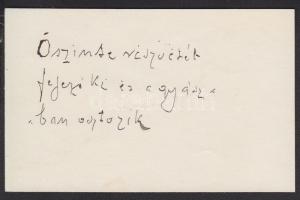 Őszinte részvétét
fejezi ki és a gyász-
-ban osztozik